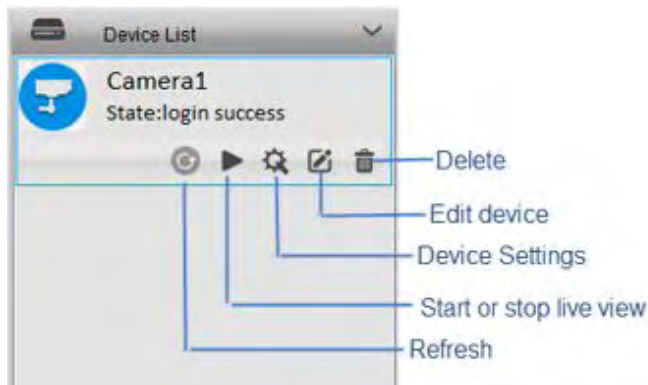 Device List
Camera1
State:login success
Delete
Edit device
Device Settings
Start or stop live view
Refresh